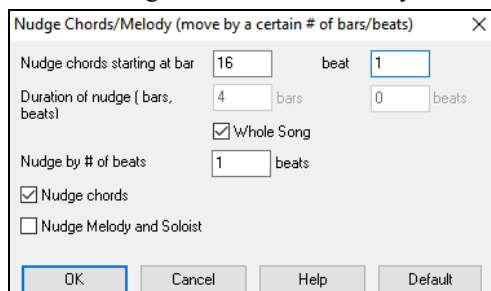 Nudge Chords/Melody (move by a certain # of bars/beats)
Nudge chords starting at bar 16 beat 1
Duration of nudge ( bars, beats) 4 bars 0 beats
Whole Song
Nudge by # of beats 1 beats
Nudge chords
Nudge Melody and Soloist
OK Cancel Help Default